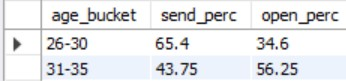 age_bucket send_perc open_perc
26-30 65.4 34.6
31-35 43.75 56.25